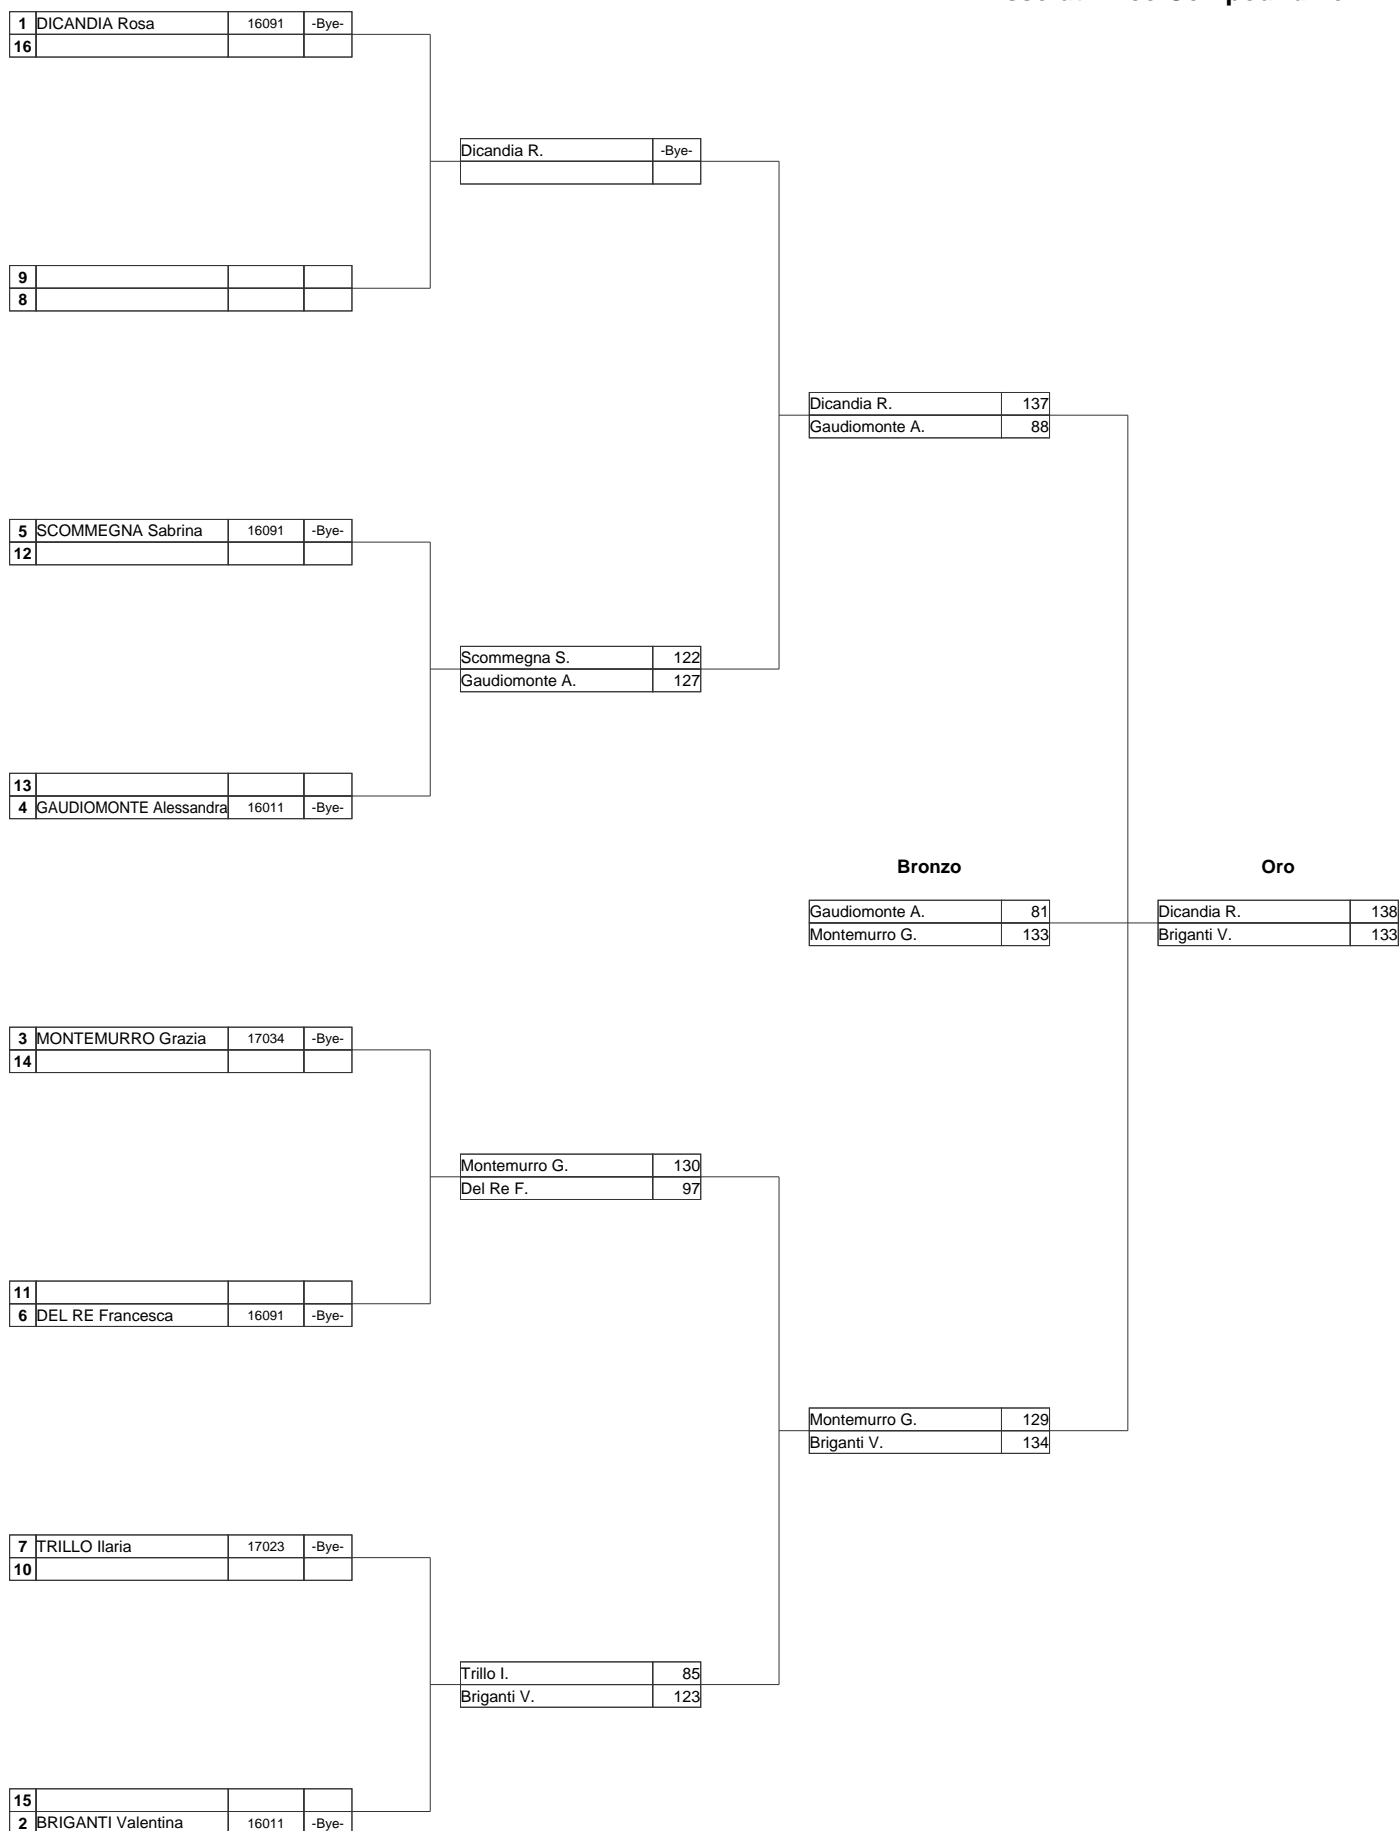 1 DICANDIA Rosa 16091 -Bye-
16
Dicandia R. -Bye-
9
8
Dicandia R. 137
Gaudiomonte A. 88
5 SCOMMEGNA Sabrina 16091 -Bye-
12
Scommegna S. 122
Gaudiomonte A. 127
13
4 GAUDIOMONTE Alessandra 16011 -Bye-
Bronzo Oro
Gaudiomonte A. 81 Dicandia R. 138
Montemurro G. 133 Briganti V. 133
3 MONTEMURRO Grazia 17034 -Bye-
14
Montemurro G. 130
Del Re F. 97
11
6 DEL RE Francesca 16091 -Bye-
Montemurro G. 129
Briganti V. 134
7 TRILLO Ilaria 17023 -Bye-
10
Trillo I. 85
Briganti V. 123
15
2 BRIGANTI Valentina 16011 -Bye-